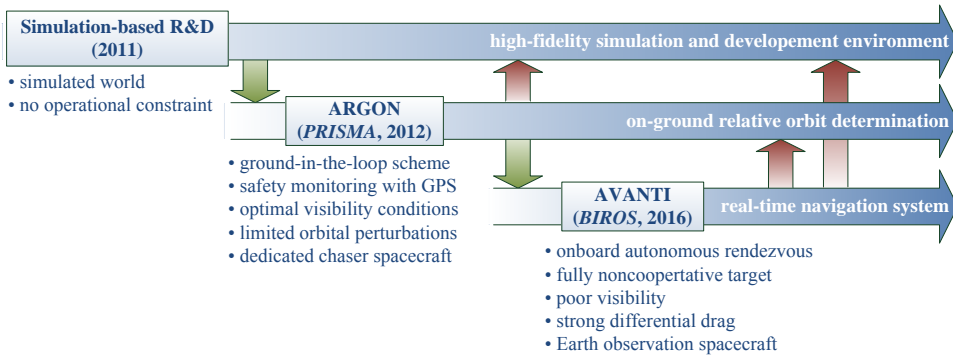 Simulation-based R&D
(2011)
high-fidelity simulation and developement environment
• simulated world
• no operational constraint
ARGON
(PRISMA, 2012)
on-ground relative orbit determination
• ground-in-the-loop scheme
• safety monitoring with GPS
• optimal visibility conditions
• limited orbital perturbations
• dedicated chaser spacecraft
AVANTI
(BIROS, 2016)
real-time navigation system
• onboard autonomous rendezvous
• fully noncoopertative target
• poor visibility
• strong differential drag
• Earth observation spacecraft